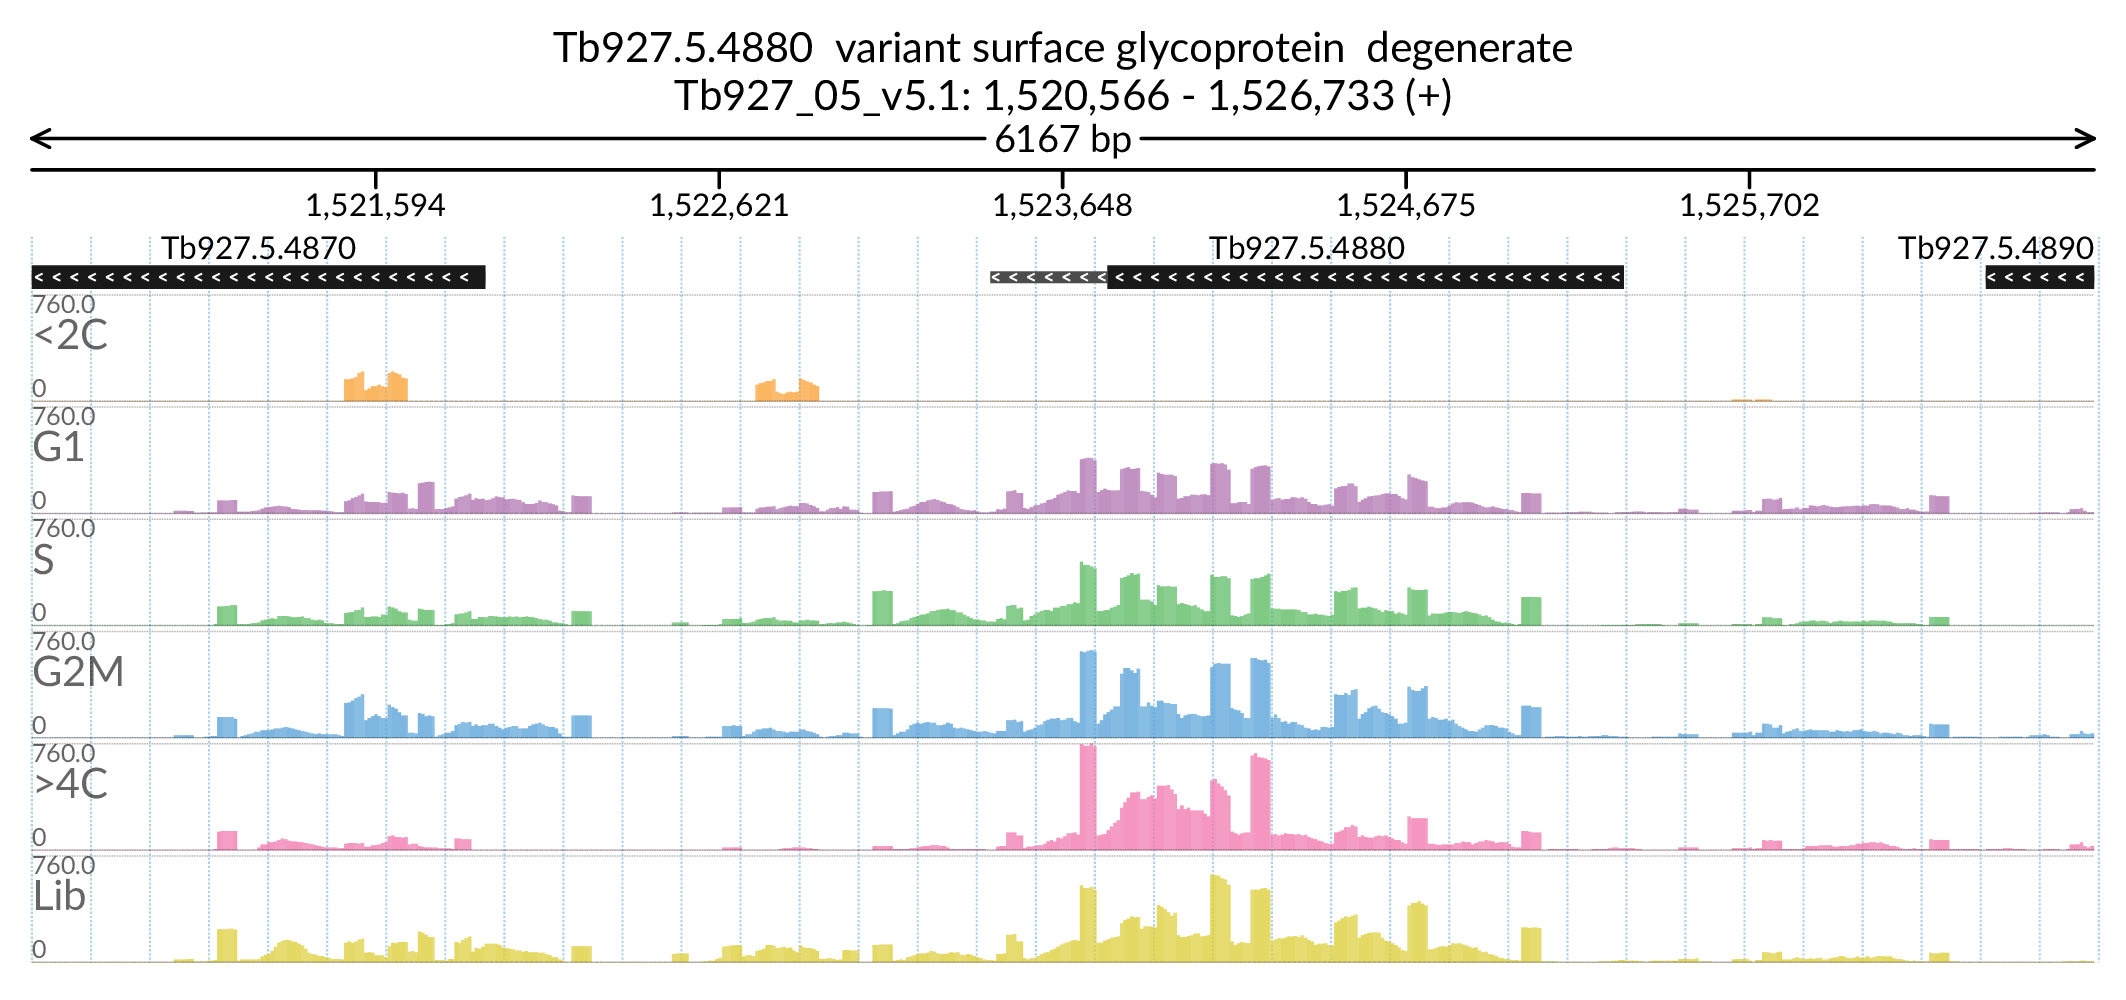 Tb927.5.4880  variant surface glycoprotein  degenerate
Tb927_05_v5.1: 1,520,566 - 1,526,733 (+)
6167 bp
1,521,594 1,522,621 1,523,648 1,524,675 1,525,702
Tb927.5.4870 Tb927.5.4880 Tb927.5.4890
760.0
<2C
0
760.0
G1
0
760.0
S
0
760.0
G2M
0
760.0
>4C
0
760.0
Lib
0